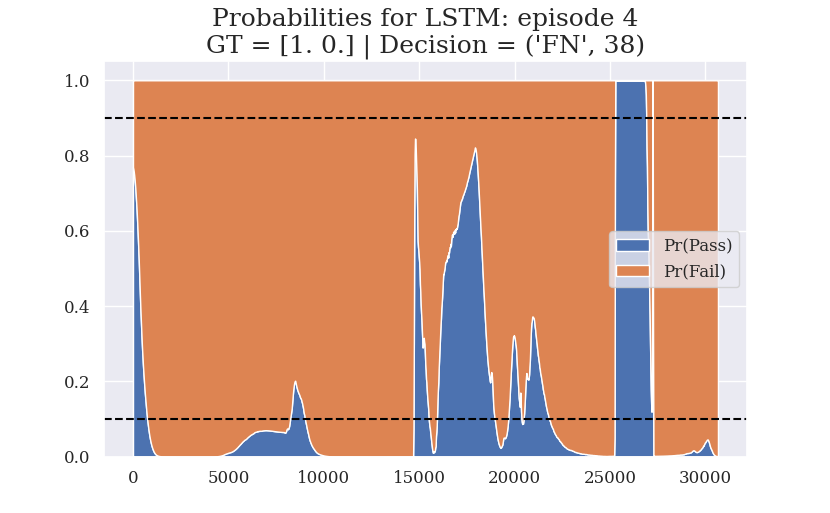 Probabilities for LSTM: episode 4
GT = [1. 0.] | Decision = ('FN', 38)
1.0
0.8
0.6
0.4
0.2
0.0
Pr(Pass)
Pr(Fail)
0 5000 10000 15000 20000 25000 30000